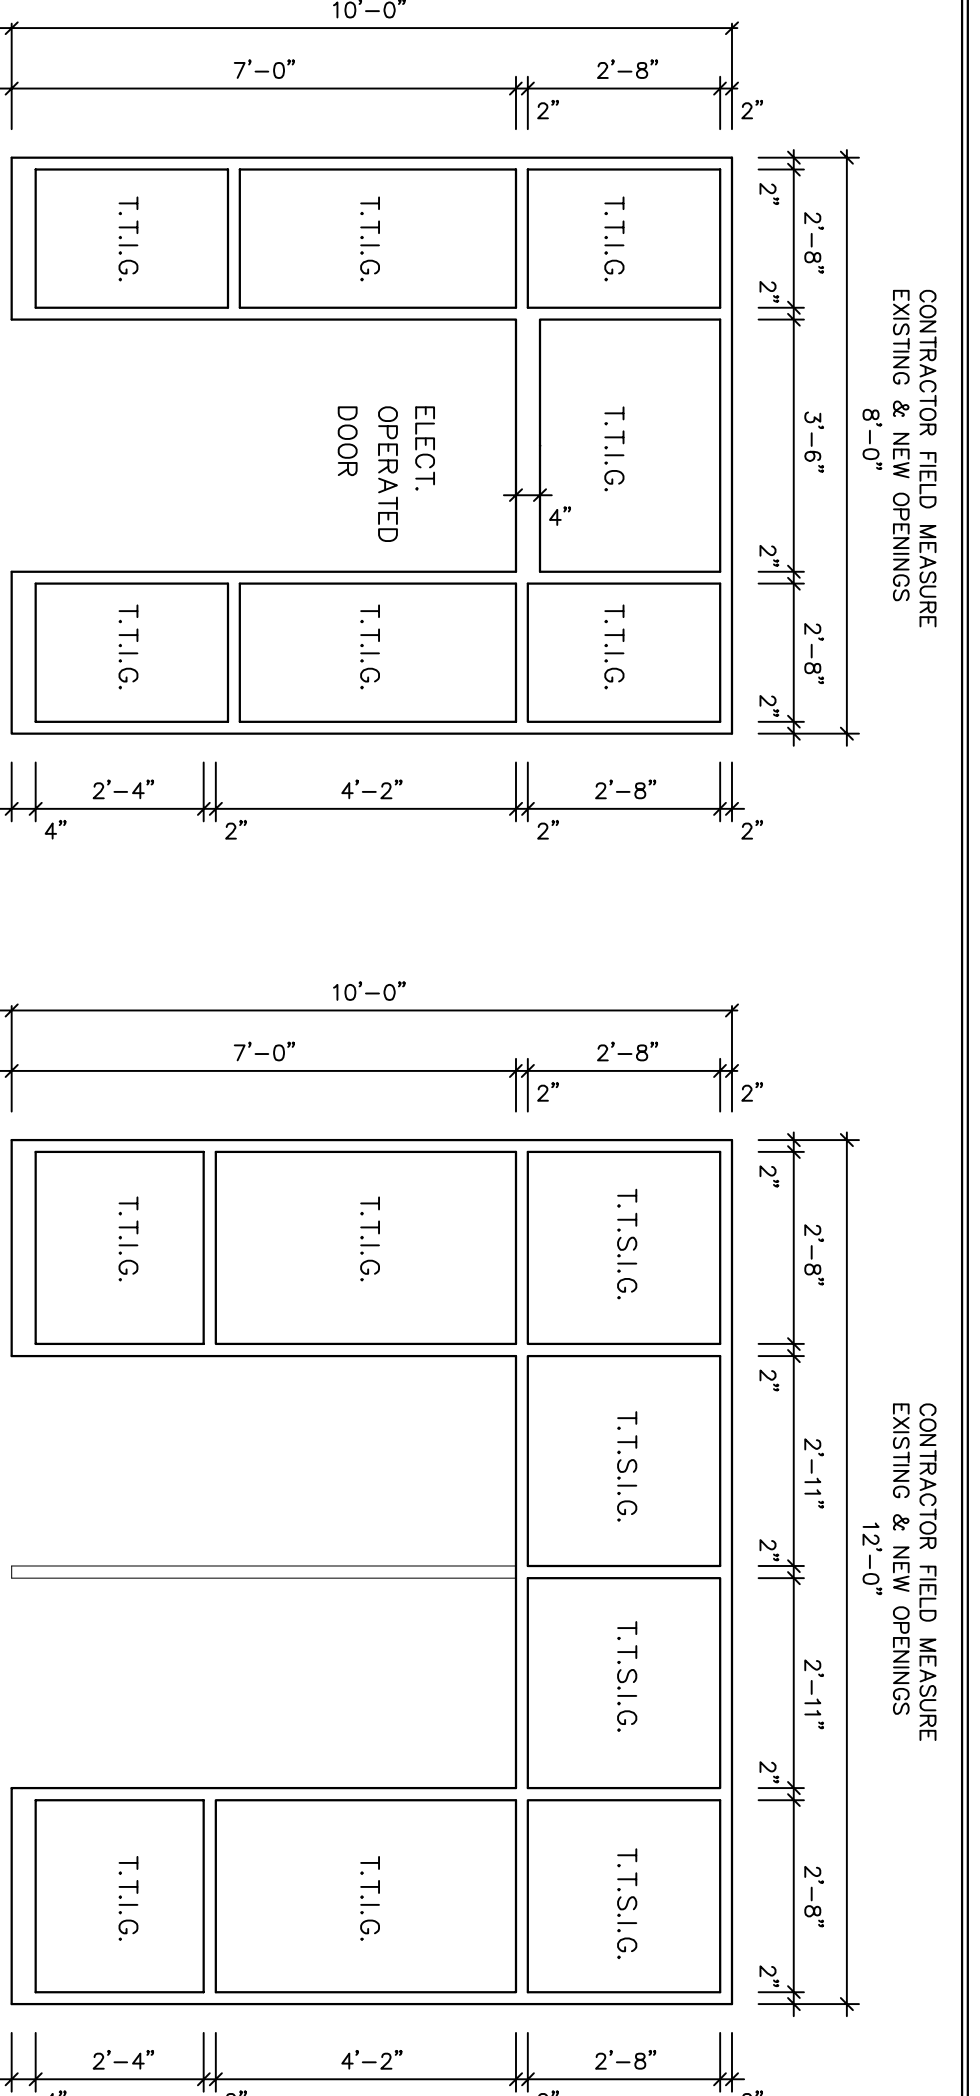 CONTRACTOR FIELD MEASURE
EXISTING & NEW OPENINGS
8'-0"
2'-8"
3'-6"
2'-8"
2"
2"
2"
2"
10'-0"
7'-0"
2'-8"
2"
2"
T.T.I.G.
T.T.I.G.
T.T.I.G.
T.T.I.G.
4"
ELECT.
OPERATED
DOOR
T.T.I.G.
T.T.I.G.
T.T.I.G.
2'-4"
4'-2"
2'-8"
4"
2"
2"
2"
CONTRACTOR FIELD MEASURE
EXISTING & NEW OPENINGS
12'-0"
2'-8"
2'-11"
2'-11"
2'-8"
2"
2"
2"
2"
2"
10'-0"
7'-0"
2'-8"
2"
2"
T.T.S.I.G.
T.T.S.I.G.
T.T.S.I.G.
T.T.S.I.G.
T.T.I.G.
T.T.I.G.
T.T.I.G.
T.T.I.G.
2'-4"
4'-2"
2'-8"